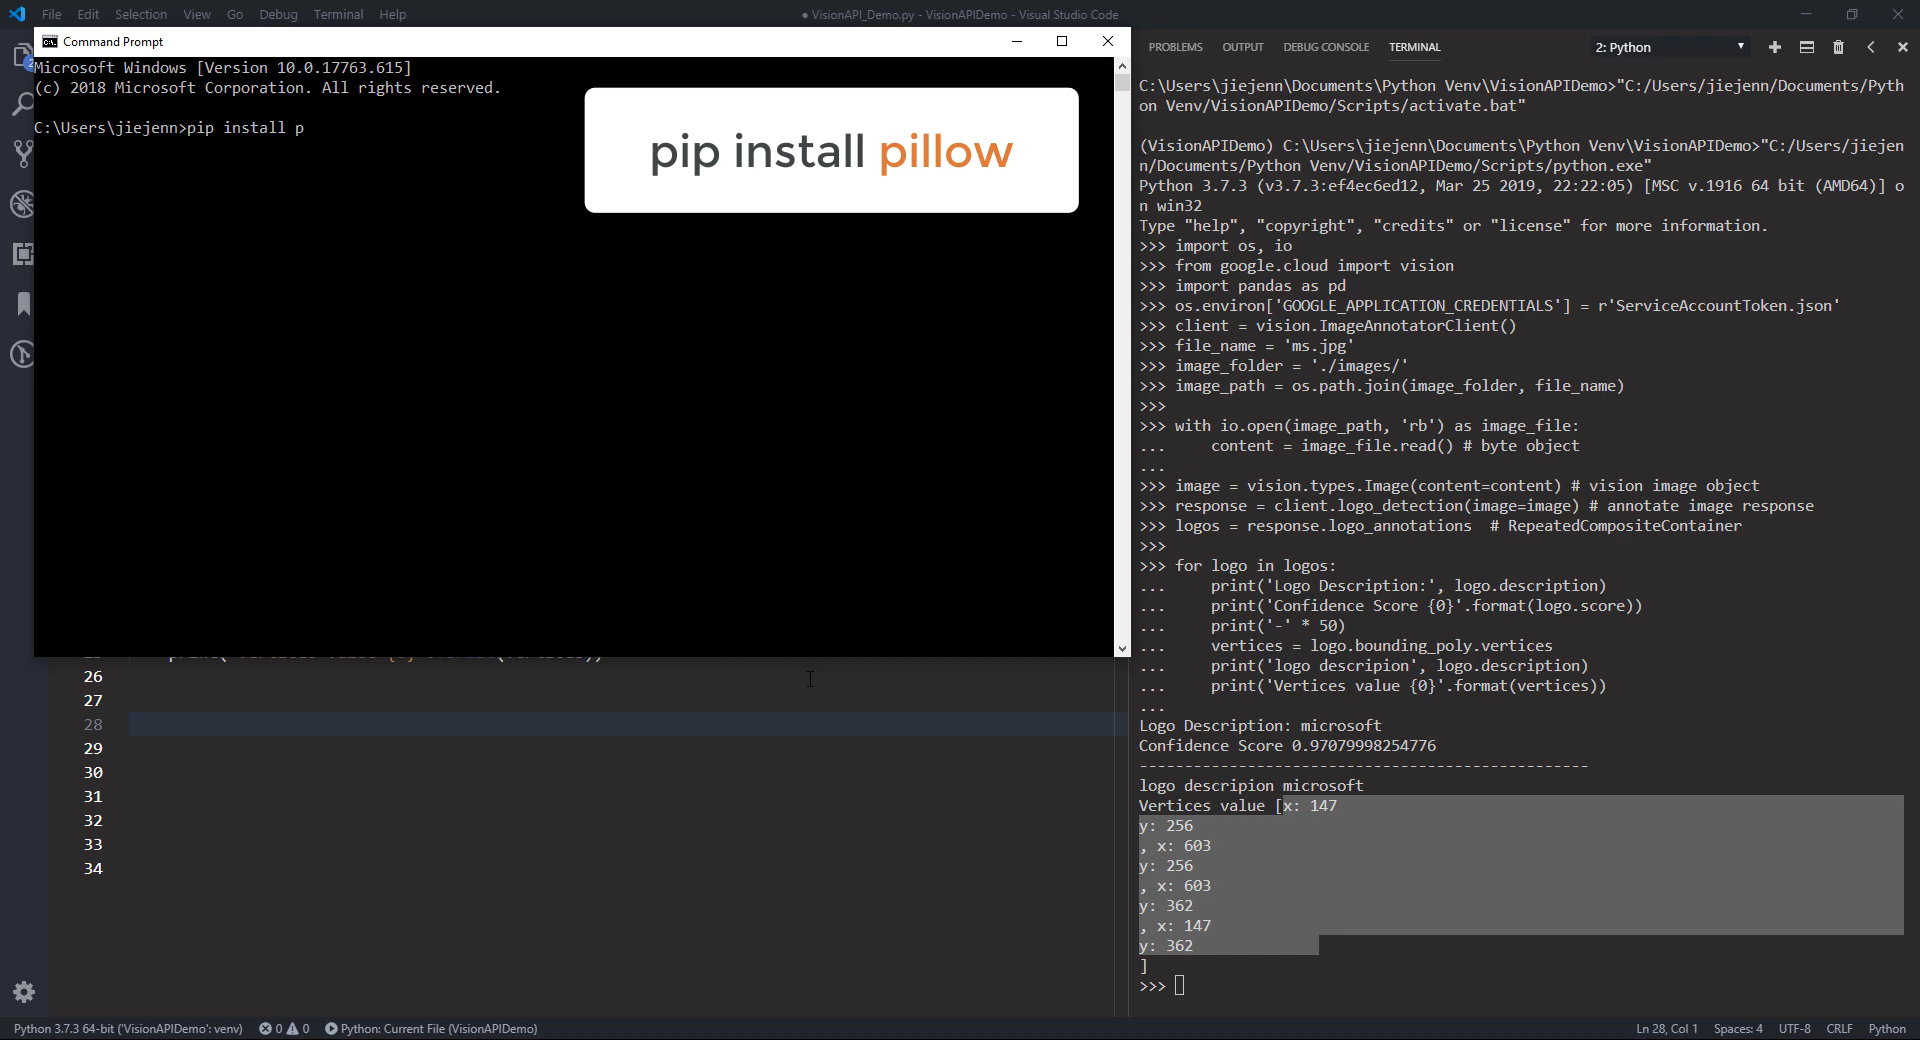 File Edit Selection View Go Debug Terminal Help
● VisionAPI_Demo.py - VisionAPIDemo - Visual Studio Code
Command Prompt
Microsoft Windows [Version 10.0.17763.615]
(c) 2018 Microsoft Corporation. All rights reserved.
C:\Users\jiejenn>pip install p
pip install pillow
26
27
28
29
30
31
32
33
34
PROBLEMS OUTPUT DEBUG CONSOLE TERMINAL
2: Python
C:\Users\jiejenn\Documents\Python Venv\VisionAPIDemo>"C:/Users/jiejenn/Documents/Pyth
on Venv/VisionAPIDemo/Scripts/activate.bat"
(VisionAPIDemo) C:\Users\jiejenn\Documents\Python Venv\VisionAPIDemo>"C:/Users/jiejen
n/Documents/Python Venv/VisionAPIDemo/Scripts/python.exe"
Python 3.7.3 (v3.7.3:ef4ec6ed12, Mar 25 2019, 22:22:05) [MSC v.1916 64 bit (AMD64)] o
n win32
Type "help", "copyright", "credits" or "license" for more information.
>>> import os, io
>>> from google.cloud import vision
>>> import pandas as pd
>>> os.environ['GOOGLE_APPLICATION_CREDENTIALS'] = r'ServiceAccountToken.json'
>>> client = vision.ImageAnnotatorClient()
>>> file_name = 'ms.jpg'
>>> image_folder = './images/'
>>> image_path = os.path.join(image_folder, file_name)
>>>
>>> with io.open(image_path, 'rb') as image_file:
...     content = image_file.read() # byte object
...
>>> image = vision.types.Image(content=content) # vision image object
>>> response = client.logo_detection(image=image) # annotate image response
>>> logos = response.logo_annotations  # RepeatedCompositeContainer
>>>
>>> for logo in logos:
...     print('Logo Description:', logo.description)
...     print('Confidence Score {0}'.format(logo.score))
...     print('-' * 50)
...     vertices = logo.bounding_poly.vertices
...     print('logo descripion', logo.description)
...     print('Vertices value {0}'.format(vertices))
...
Logo Description: microsoft
Confidence Score 0.97079998254776
--------------------------------------------------
logo descripion microsoft
Vertices value [x: 147
y: 256
, x: 603
y: 256
, x: 603
y: 362
, x: 147
y: 362
]
>>>
Python 3.7.3 64-bit ('VisionAPIDemo': venv) 0 0 Python: Current File (VisionAPIDemo)
Ln 28, Col 1 Spaces: 4 UTF-8 CRLF Python